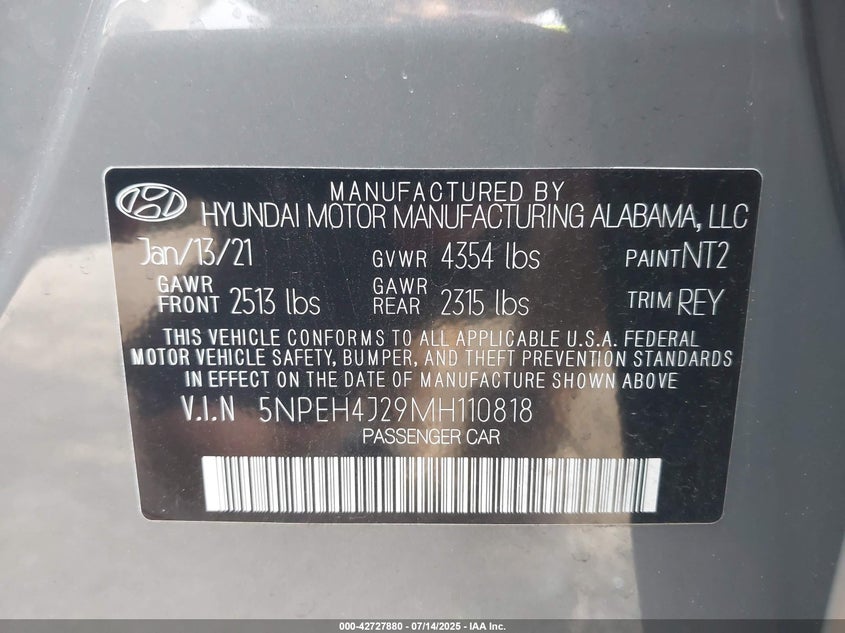 MANUFACTURED BY
HYUNDAI MOTOR MANUFACTURING ALABAMA, LLC
Jan/13/21 GVWR 4354 lbs PAINT NT2
GAWR FRONT 2513 lbs GAWR REAR 2315 lbs TRIM REY
THIS VEHICLE CONFORMS TO ALL APPLICABLE U.S.A. FEDERAL
MOTOR VEHICLE SAFETY, BUMPER, AND THEFT PREVENTION STANDARDS
IN EFFECT ON THE DATE OF MANUFACTURE SHOWN ABOVE
V.I.N 5NPEH4J29MH110818
PASSENGER CAR
000-42727880 - 07/14/2025 - IAA Inc.